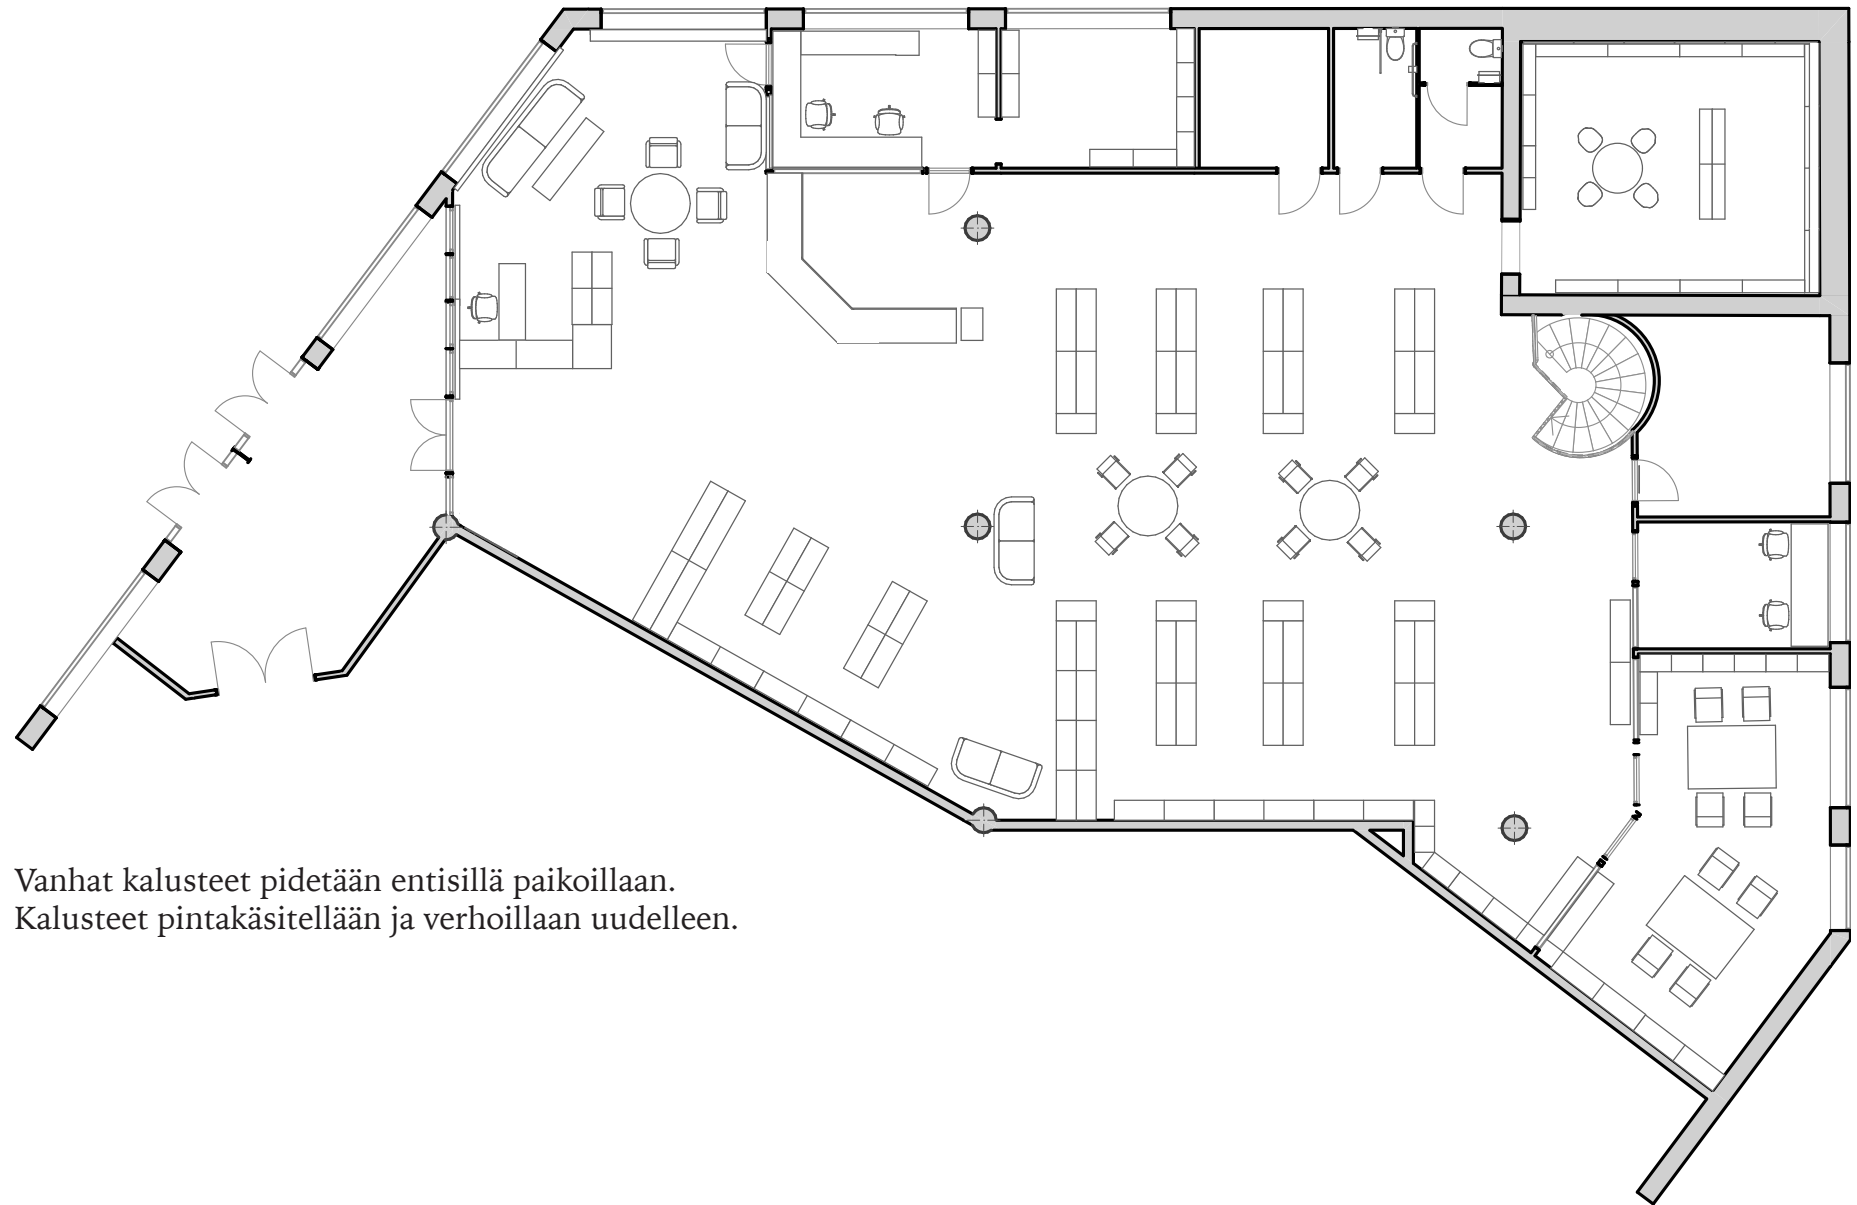 Vanhat kalusteet pidetään entisillä paikoillaan.
Kalusteet pintakäsitellään ja verhoillaan uudelleen.